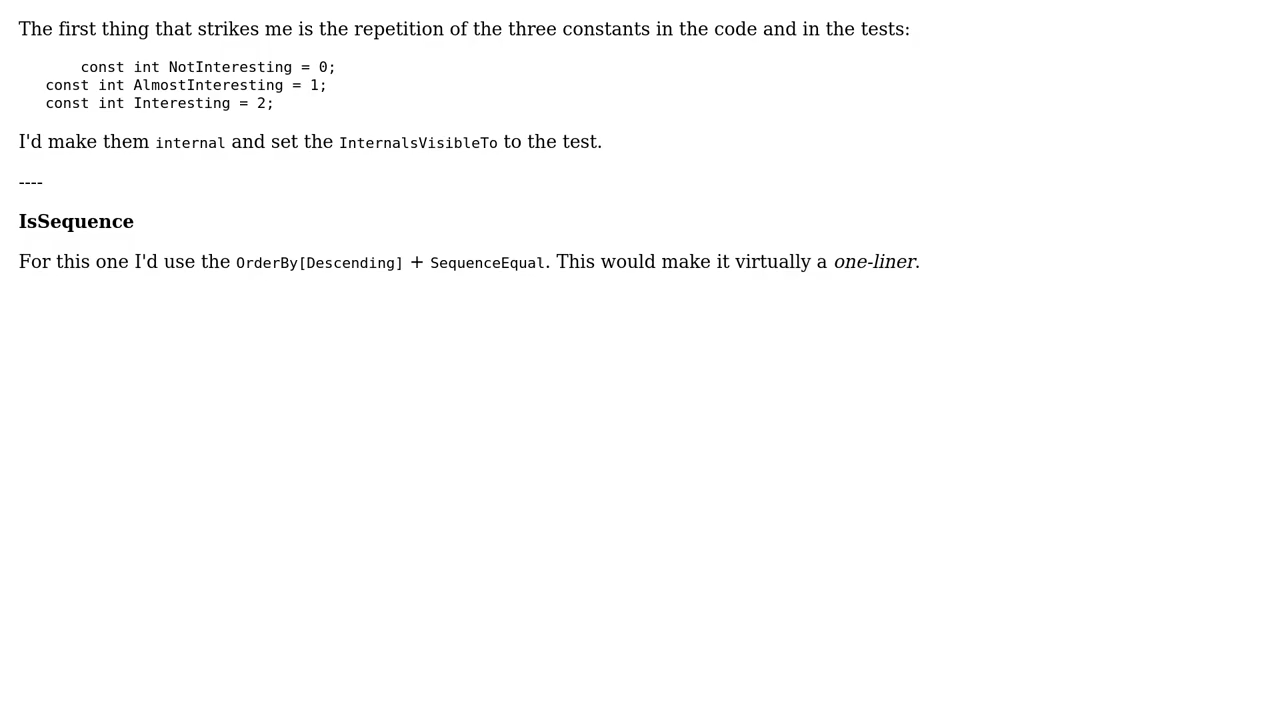 The first thing that strikes me is the repetition of the three constants in the code and in the tests:
const int NotInteresting = 0;
const int AlmostInteresting = 1;
const int Interesting = 2;
I'd make them internal and set the InternalsVisibleTo to the test.
----
IsSequence
For this one I'd use the OrderBy[Descending] + SequenceEqual. This would make it virtually a one-liner.